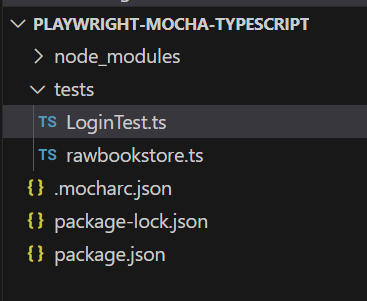 PLAYWRIGHT-MOCHA-TYPESCRIPT
node_modules
tests
TS LoginTest.ts
TS rawbookstore.ts
{} .mocharc.json
{} package-lock.json
{} package.json